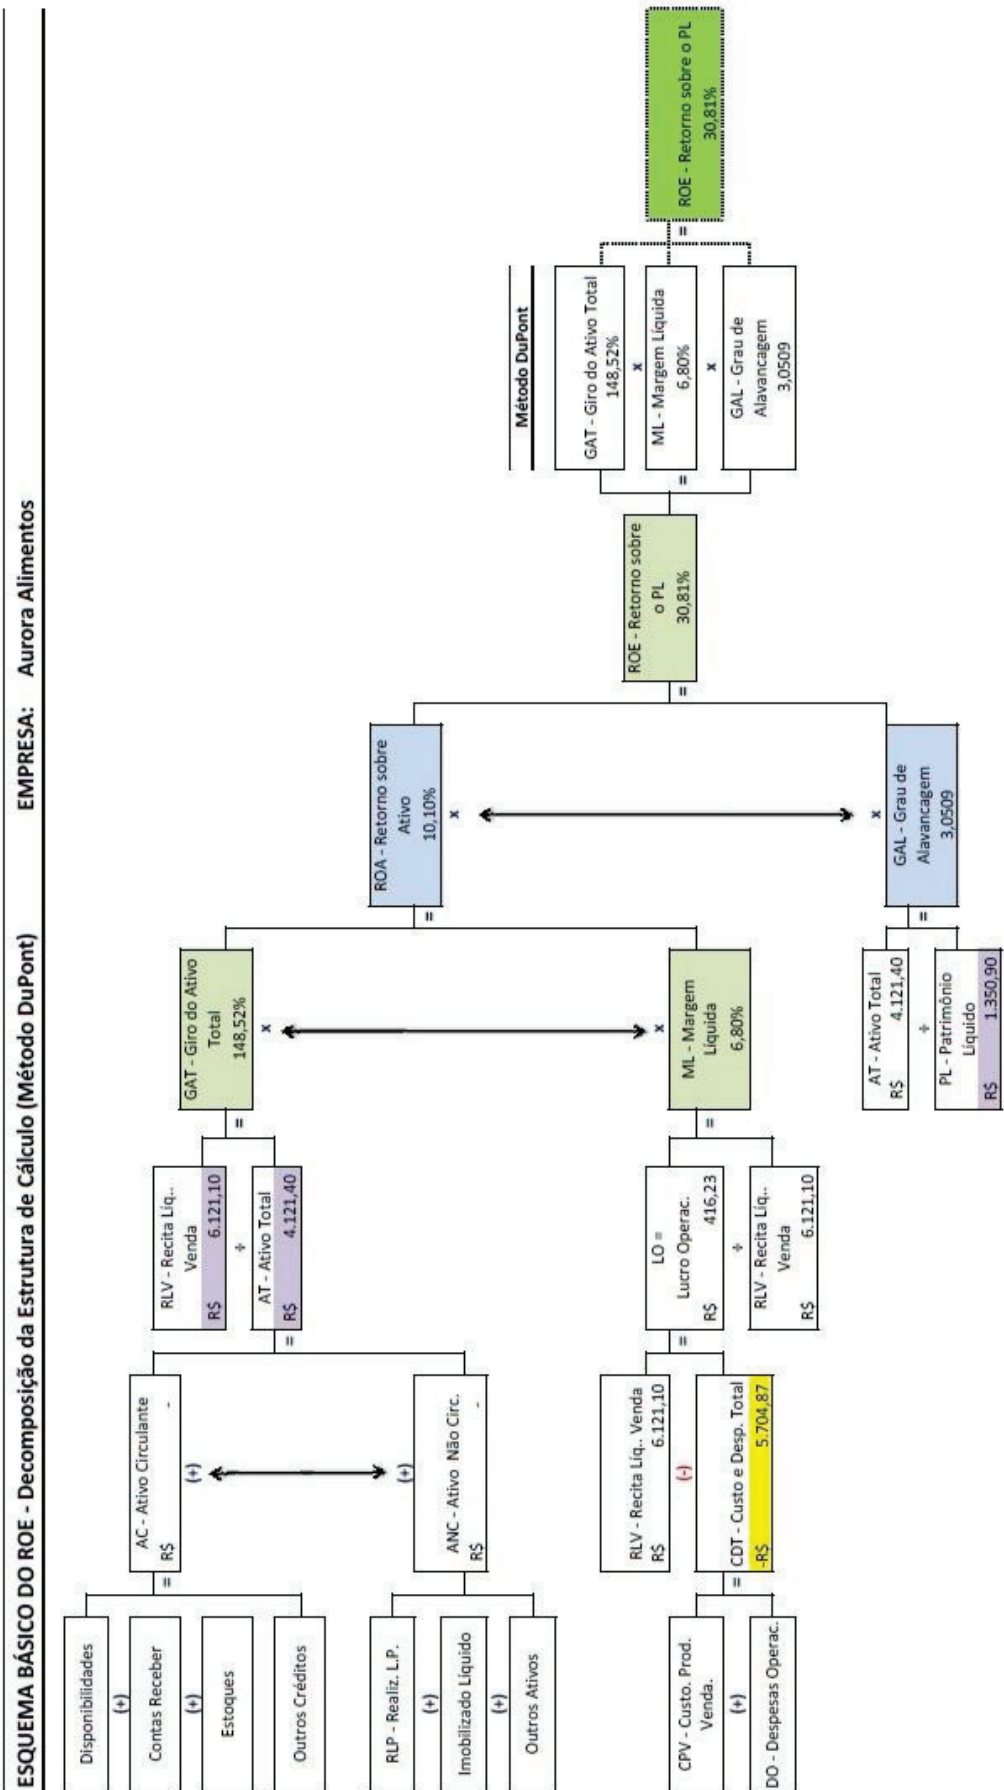 ESQUEMA BÁSICO DO ROE - Decomposição da Estrutura de Cálculo (Método DuPont) EMPRESA: Aurora Alimentos
Disponibilidades
(+)
Contas Receber
(+)
Estoques
(+)
Outros Créditos
=
AC - Ativo Circulante
R$ -
(+)
RLP - Realiz. L.P.
(+)
Imobilizado Líquido
(+)
Outros Ativos
=
(+)
ANC - Ativo Não Circ.
R$ -
=
RLV - Recita Líq..
Venda
R$ 6.121,10
÷
AT - Ativo Total
R$ 4.121,40
=
GAT - Giro do Ativo
Total
148,52%
x
CPV - Custo. Prod.
Venda.
(+)
DO - Despesas Operac.
=
RLV - Recita Líq.. Venda
R$ 6.121,10
(-)
CDT - Custo e Desp. Total
-R$ 5.704,87
=
LO =
Lucro Operac.
R$ 416,23
÷
RLV - Recita Líq..
Venda
R$ 6.121,10
=
x
ML - Margem
Líquida
6,80%
=
ROA - Retorno sobre
Ativo
10,10%
x
AT - Ativo Total
R$ 4.121,40
÷
PL - Patrimônio
Líquido
R$ 1.350,90
=
x
GAL - Grau de
Alavancagem
3,0509
=
ROE - Retorno sobre
o PL
30,81%
=
Método DuPont
GAT - Giro do Ativo Total
148,52%
x
ML - Margem Líquida
6,80%
x
GAL - Grau de
Alavancagem
3,0509
=
ROE - Retorno sobre o PL
30,81%